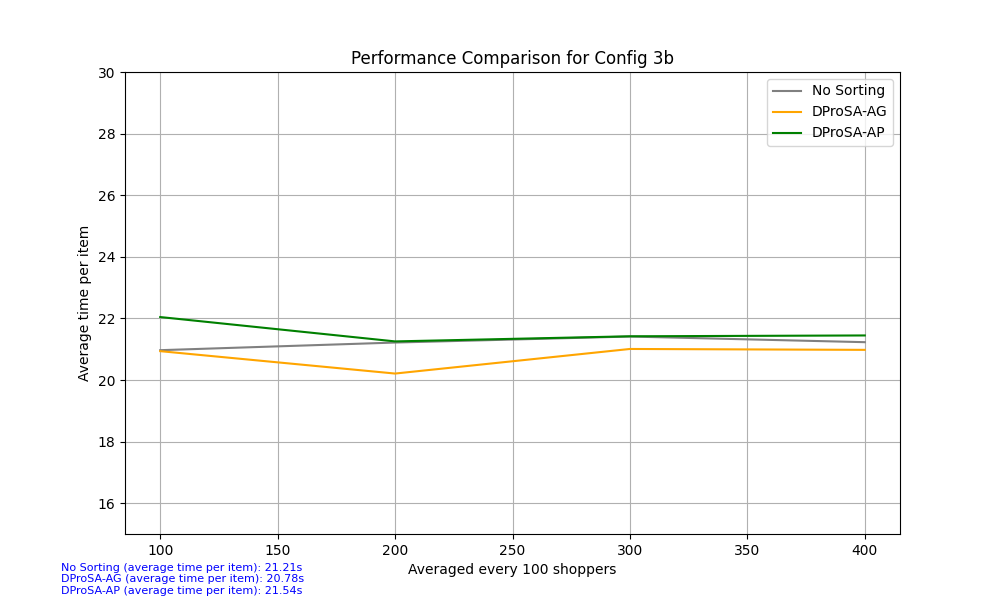 Performance Comparison for Config 3b
No Sorting
DProSA-AG
DProSA-AP
Average time per item
30
28
26
24
22
20
18
16
100 150 200 250 300 350 400
Averaged every 100 shoppers
No Sorting (average time per item): 21.21s
DProSA-AG (average time per item): 20.78s
DProSA-AP (average time per item): 21.54s